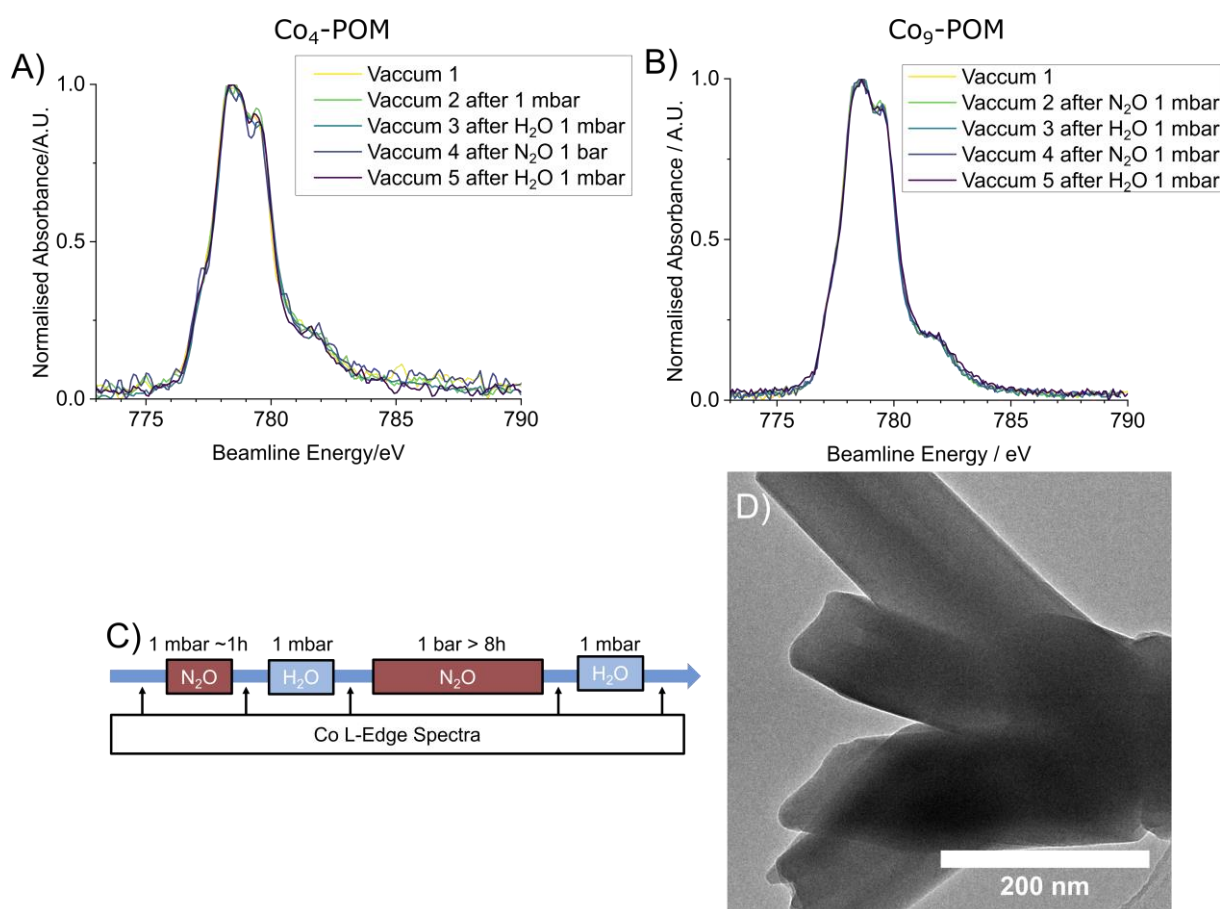 Co₄-POM
A)
Vaccum 1
Vaccum 2 after 1 mbar
Vaccum 3 after H₂O 1 mbar
Vaccum 4 after N₂O 1 bar
Vaccum 5 after H₂O 1 mbar
1.0
0.5
0.0
Normalised Absorbance/A.U.
775
780
785
790
Beamline Energy/eV
Co₉-POM
B)
Vaccum 1
Vaccum 2 after N₂O 1 mbar
Vaccum 3 after H₂O 1 mbar
Vaccum 4 after N₂O 1 mbar
Vaccum 5 after H₂O 1 mbar
1.0
0.5
0.0
Normalised Absorbance / A.U.
775
780
785
790
Beamline Energy / eV
C)
1 mbar ~1h
1 mbar
1 bar > 8h
1 mbar
N₂O
H₂O
N₂O
H₂O
Co L-Edge Spectra
D)
200 nm